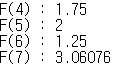 F(4) : 1.75
F(5) : 2
F(6) : 1.25
F(7) : 3.06076